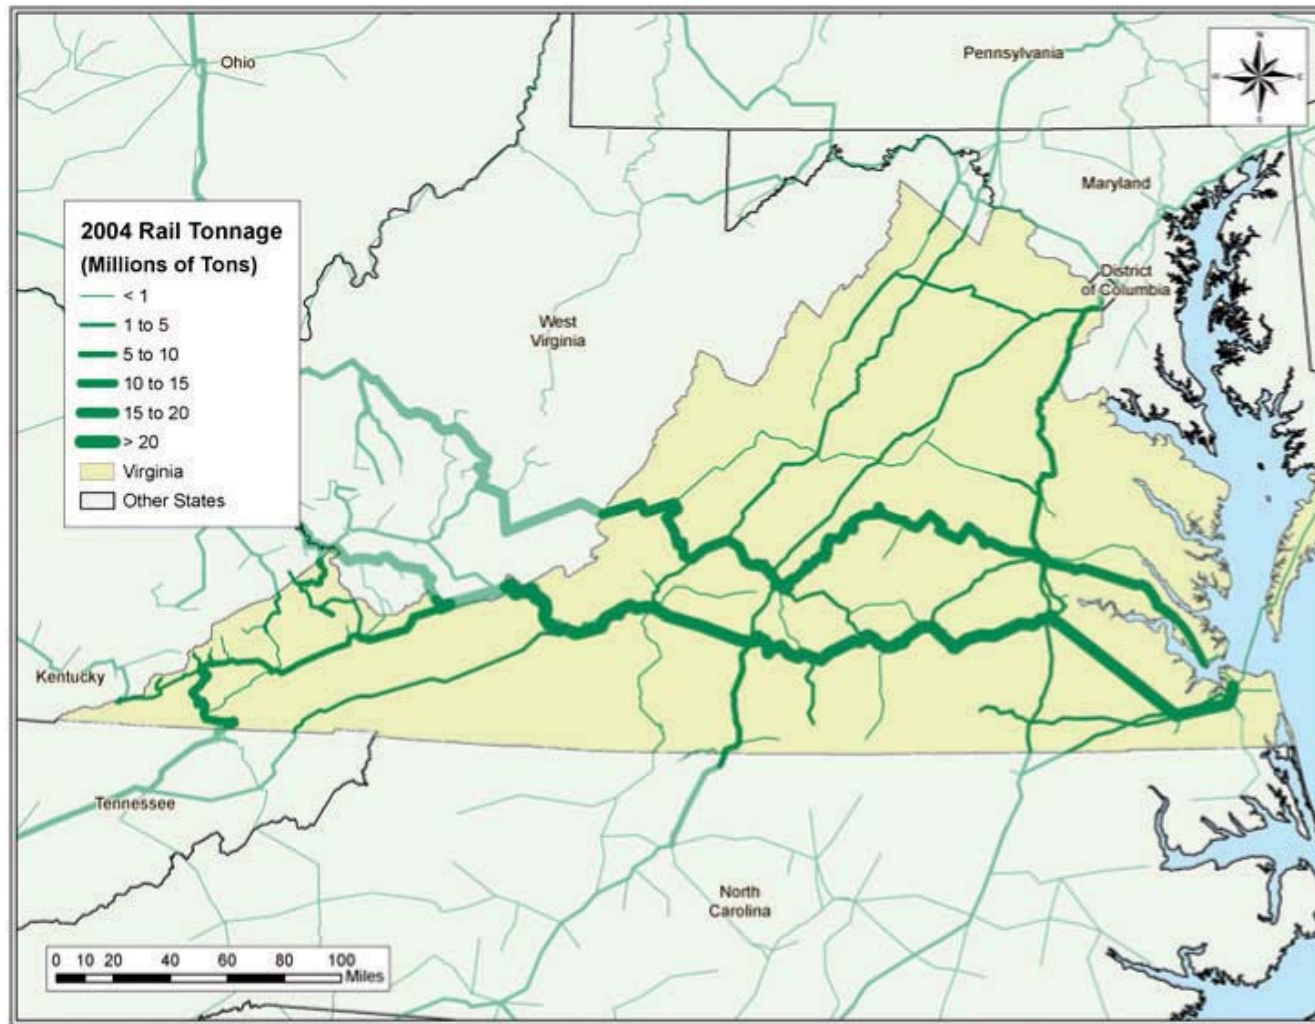 Ohio
Pennsylvania
N
Maryland
2004 Rail Tonnage
(Millions of Tons)
< 1
1 to 5
5 to 10
10 to 15
15 to 20
> 20
Virginia
Other States
District
of Columbia
West
Virginia
Kentucky
Tennessee
North
Carolina
0 10 20 40 60 80 100
Miles